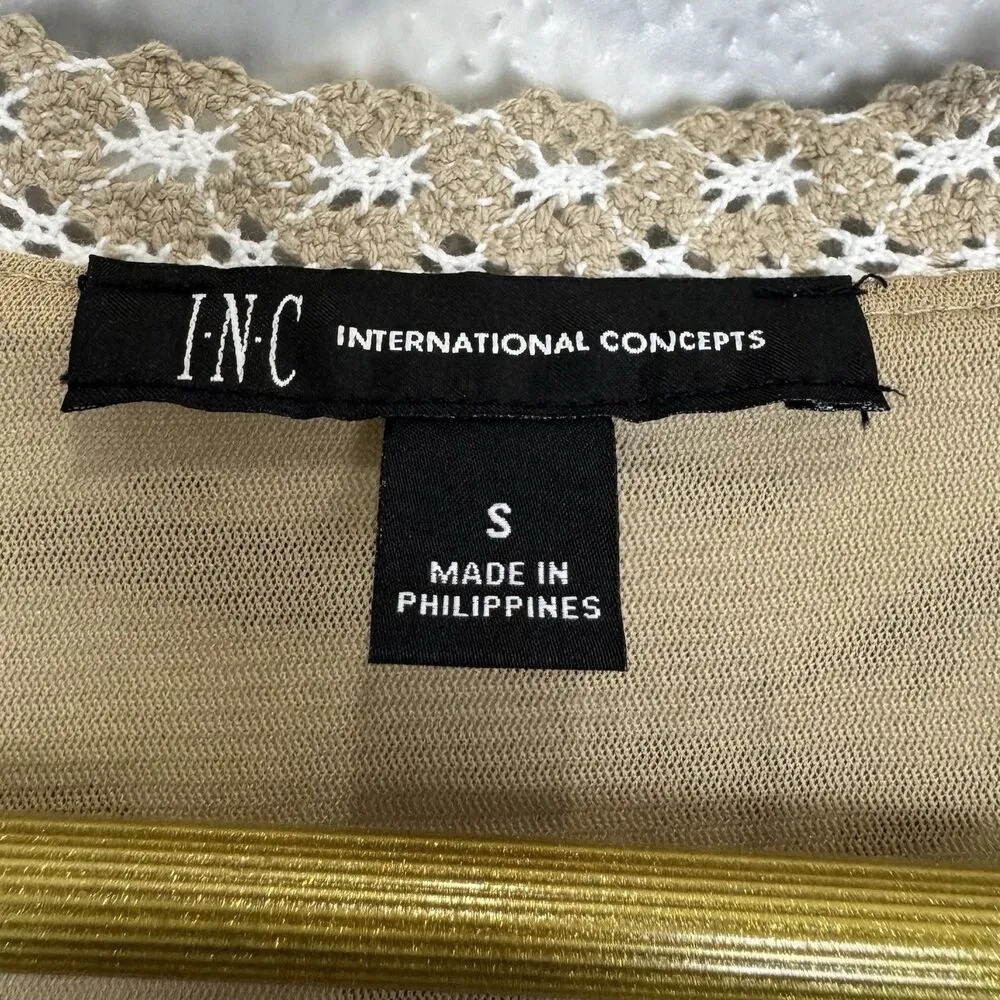 I·N·C INTERNATIONAL CONCEPTS
S
MADE IN
PHILIPPINES